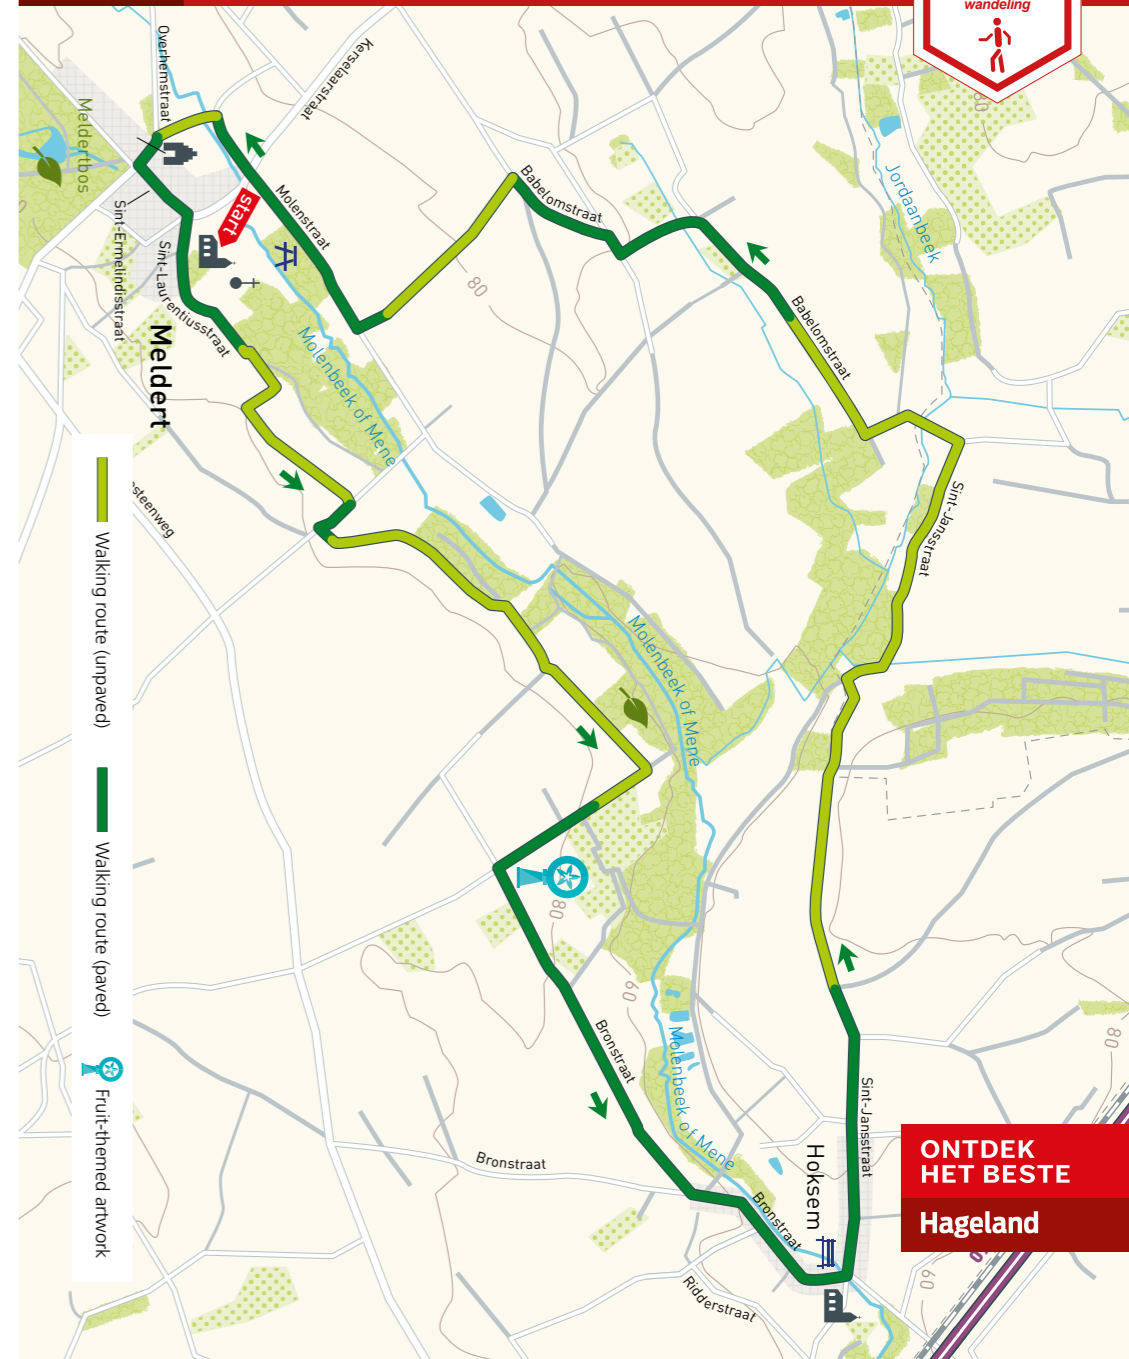 wandeling
Overhemstraat
Kerselaarstraat
Meldertbos
Jordaanbeek
80
Babelomstraat
Molenstraat
start
Sint-Ermelindisstraat
Sint-Laurentiusstraat
80
Babelomstraat
Meldert
Molenbeek of Mene
Sint-Jansstraat
steenweg
Molenbeek of Mene
80
60
Bronstraat
Molenbeek of Mene
80
Sint-Jansstraat
Bronstraat
Hoksem
Bronstraat
Ridderstraat
60
ONTDEK
HET BESTE
Hageland
Walking route (unpaved)
Walking route (paved)
Fruit-themed artwork